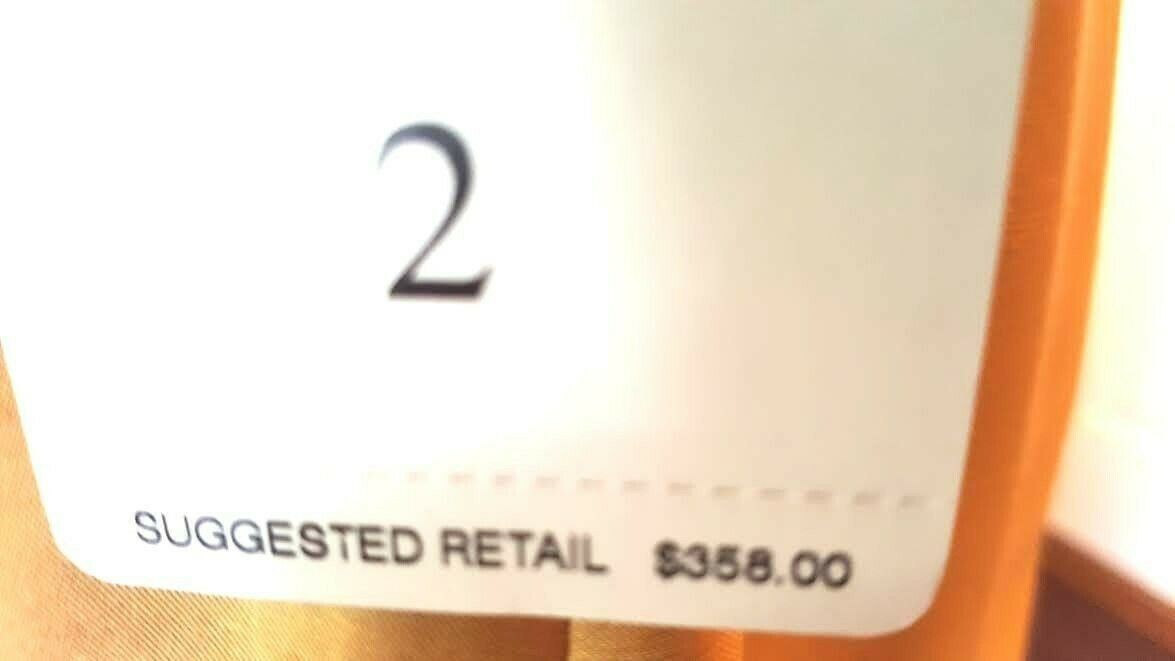 2
SUGGESTED RETAIL $358.00